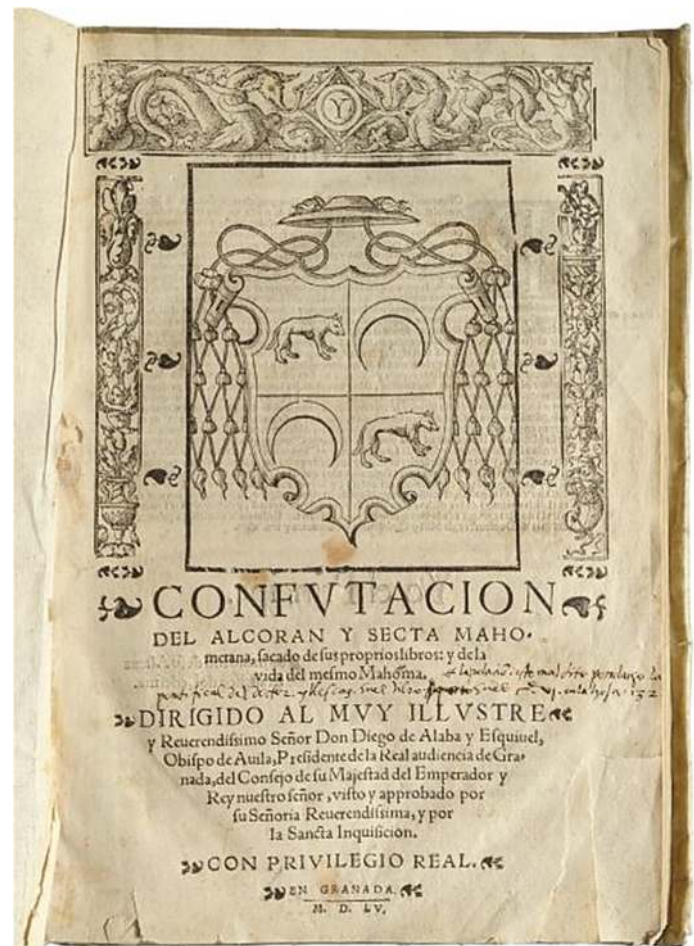 Y
CONFVTACION
DEL ALCORAN Y SECTA MAHO-
metana, sacado de sus proprios libros: y de la
vida del mesmo Mahoma.
DIRIGIDO AL MVY ILLVSTRE
y Reuerendissimo Señor Don Diego de Alaba y Esquiuel,
Obispo de Auila, Presidente de la Real audiencia de Gra-
nada, del Consejo de su Majestad del Emperador y
Rey nuestro señor, visto y approbado por
su Señoria Reuerendissima, y por
la Sancta Inquisicion.
CON PRIVILEGIO REAL.
EN GRANADA.
M. D. LV.